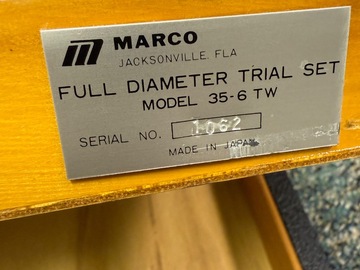 MARCO
JACKSONVILLE, FLA
FULL DIAMETER TRIAL SET
MODEL 35-6 TW
SERIAL NO. 1062
MADE IN JAPAN